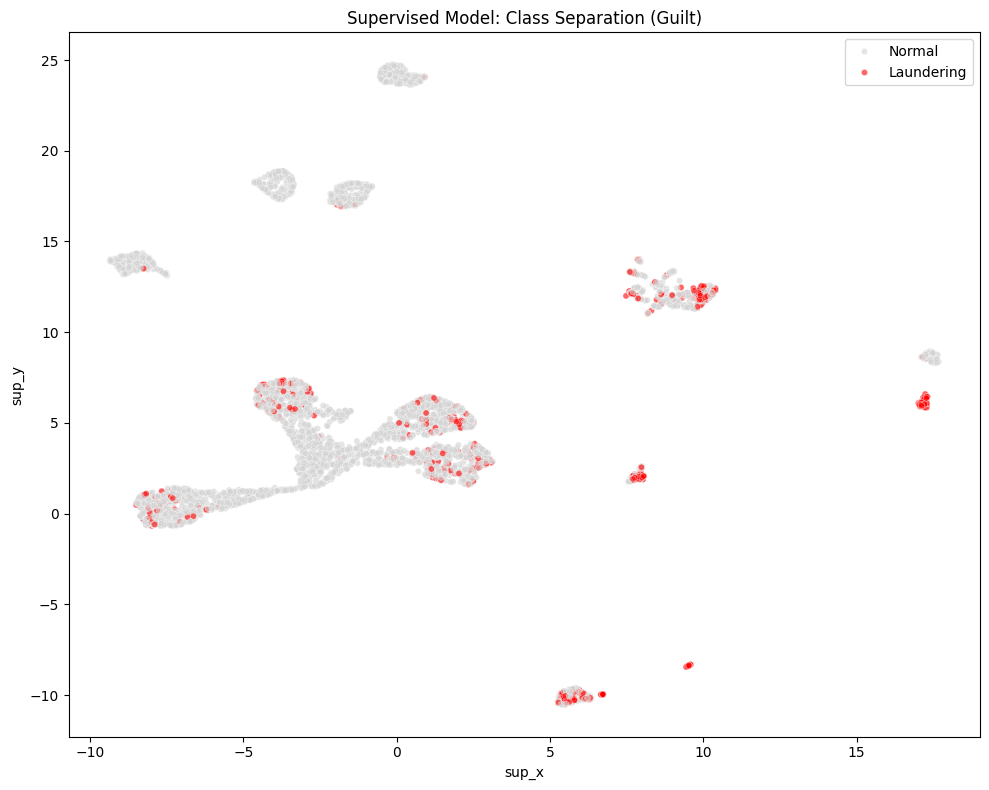 Supervised Model: Class Separation (Guilt)
Normal
Laundering
25
20
15
10
5
0
−5
−10
sup_y
−10
−5
0
5
10
15
sup_x